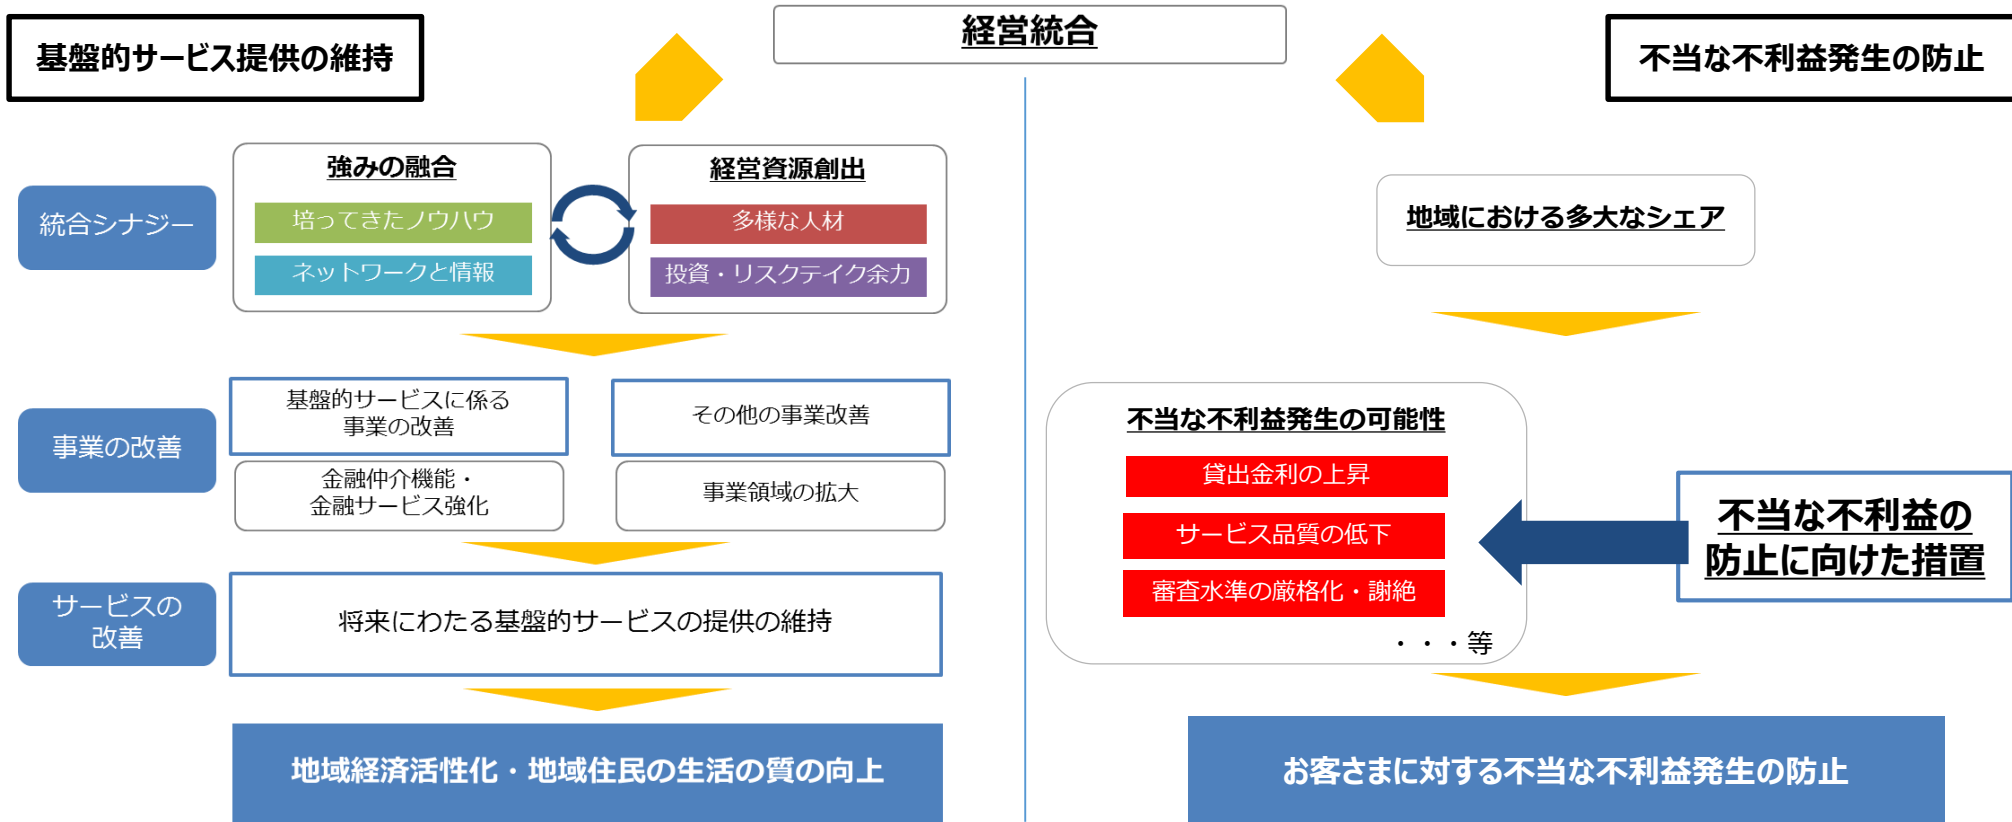 経営統合
基盤的サービス提供の維持
不当な不利益発生の防止
統合シナジー
強みの融合
培ってきたノウハウ
ネットワークと情報
経営資源創出
多様な人材
投資・リスクテイク余力
事業の改善
基盤的サービスに係る
事業の改善
その他の事業改善
金融仲介機能・
金融サービス強化
事業領域の拡大
サービスの
改善
将来にわたる基盤的サービスの提供の維持
地域経済活性化・地域住民の生活の質の向上
地域における多大なシェア
不当な不利益発生の可能性
貸出金利の上昇
サービス品質の低下
審査水準の厳格化・謝絶
・・・等
不当な不利益の
防止に向けた措置
お客さまに対する不当な不利益発生の防止